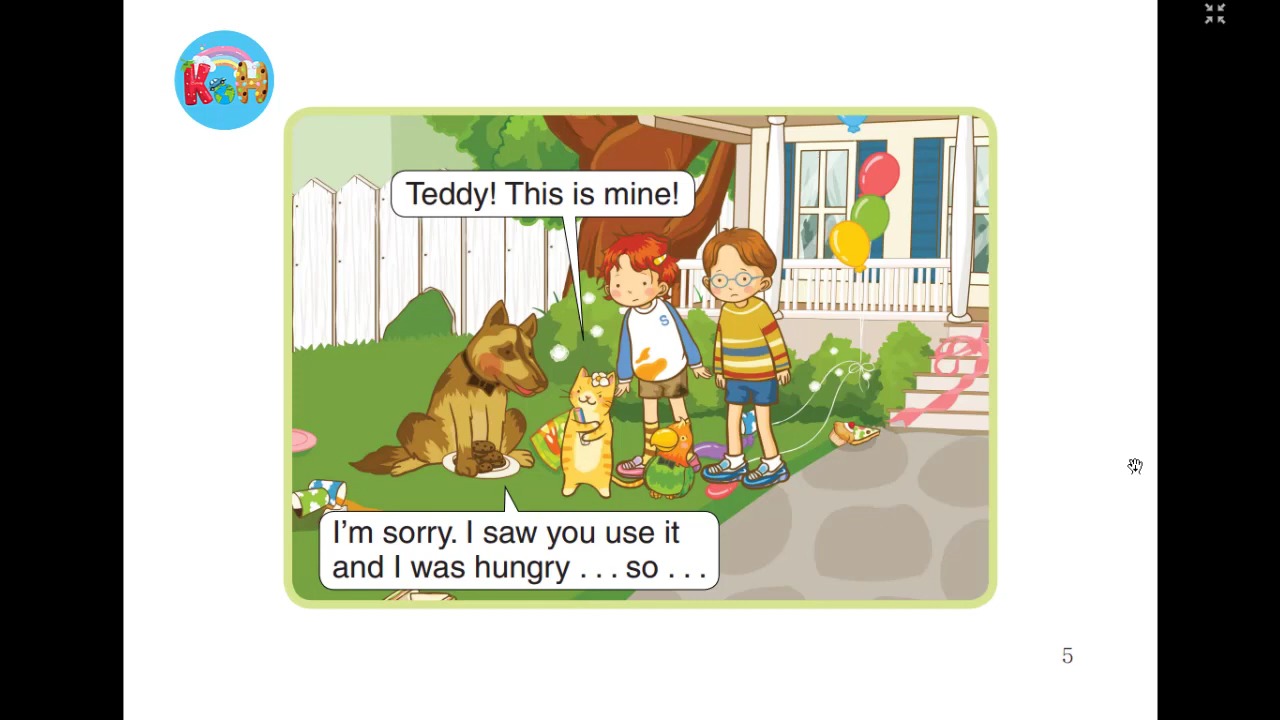 KoH
Teddy! This is mine!
S
I'm sorry. I saw you use it
and I was hungry . . . so . . .
5